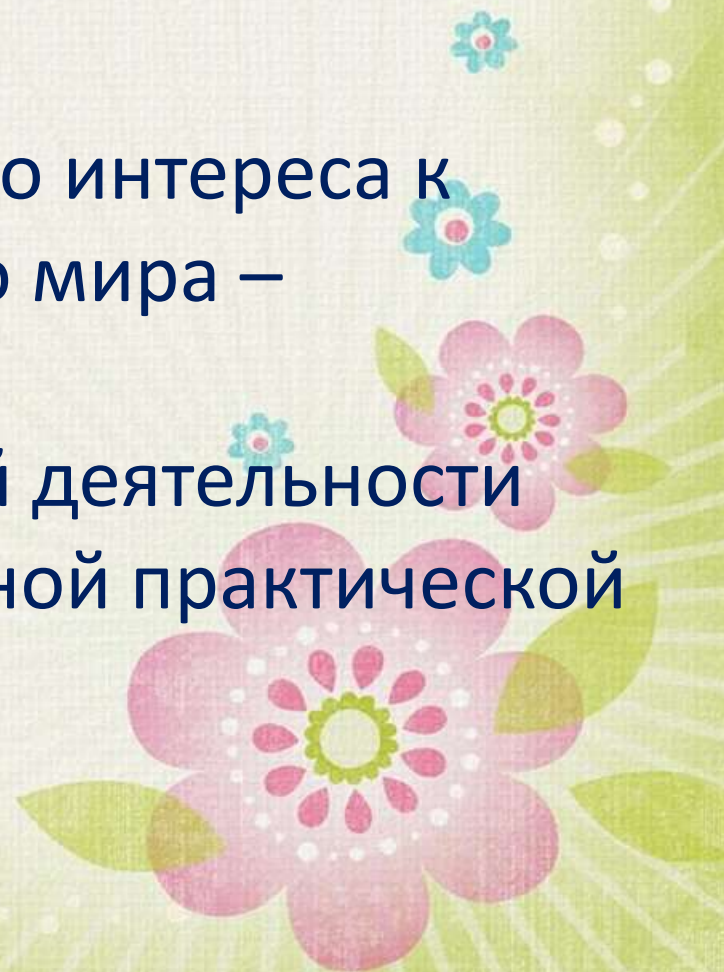 о интереса к
о мира –
й деятельности
ной практической